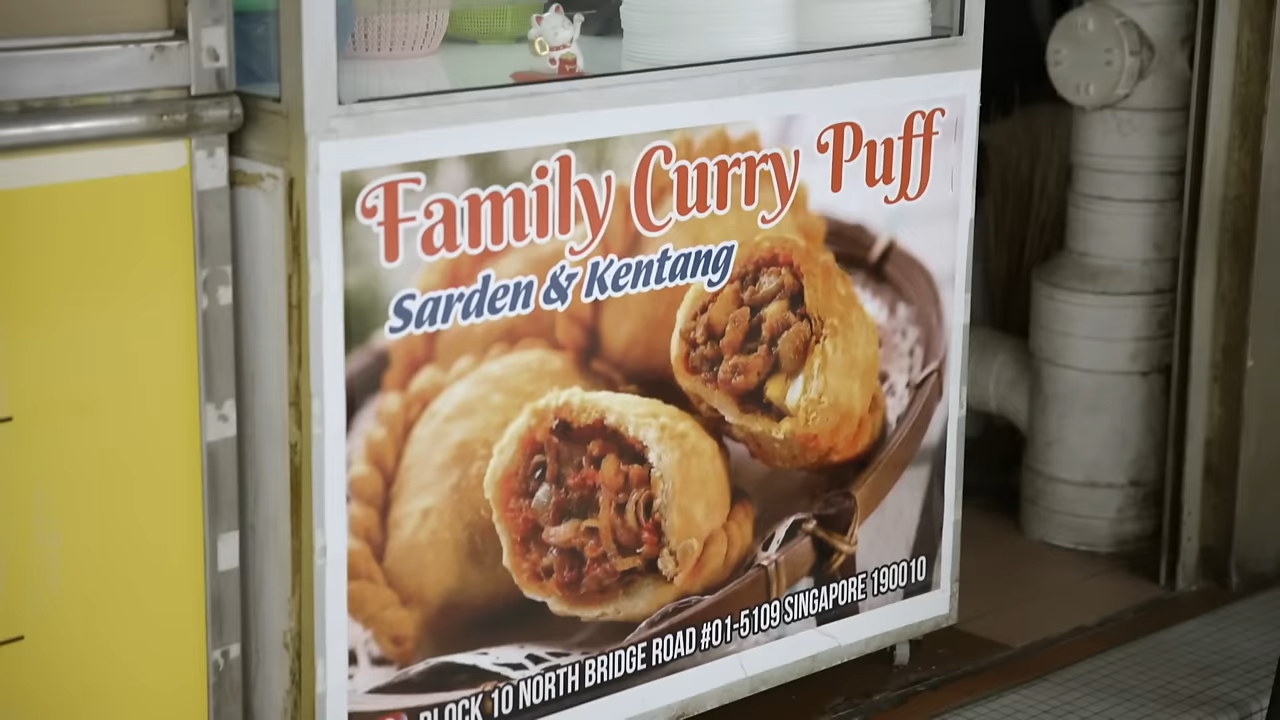 Family Curry Puff
Sarden & Kentang
BLOCK 10 NORTH BRIDGE ROAD #01-5109 SINGAPORE 190010